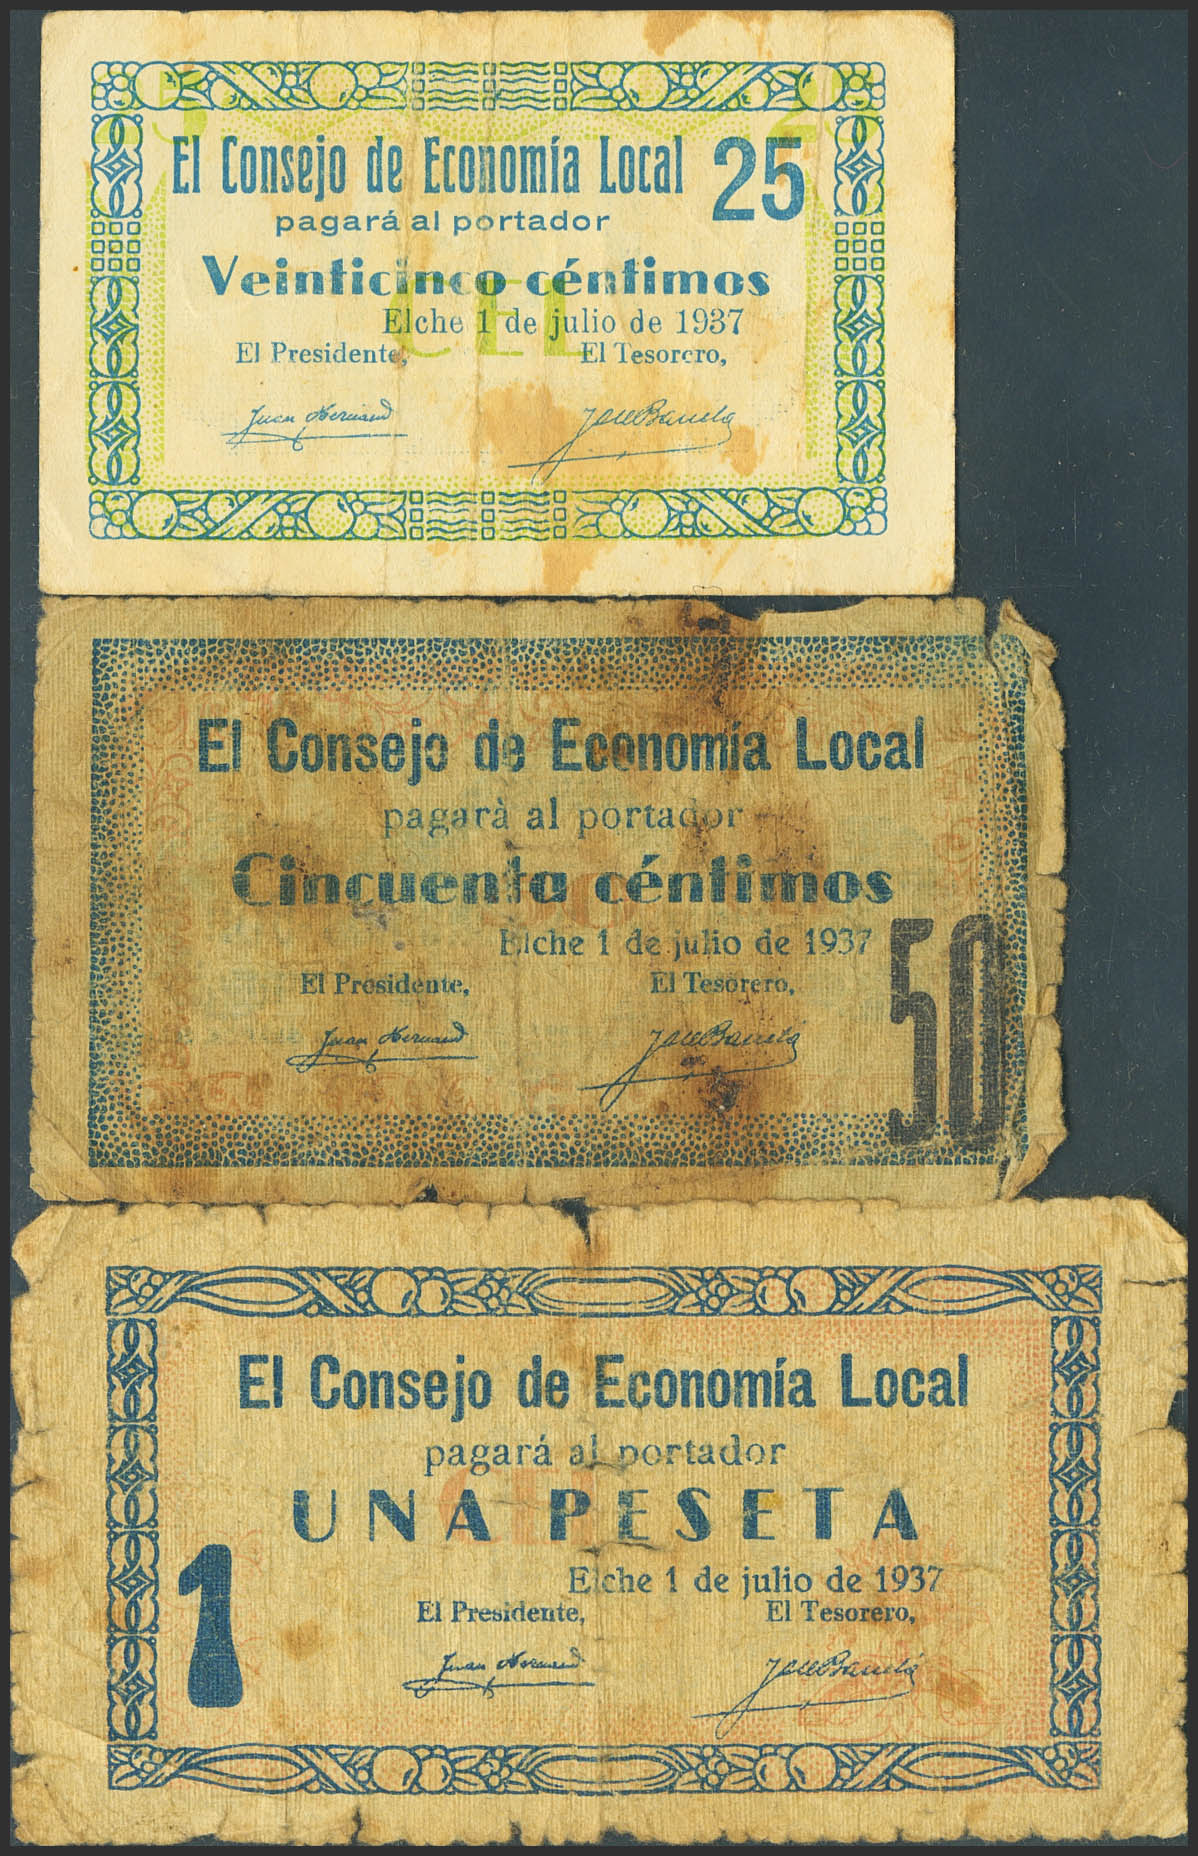 El Consejo de Economía Local 25
pagará al portador
Veinticinco céntimos
CEL
Elche 1 de julio de 1937
El Presidente, El Tesorero,
El Consejo de Economía Local
pagarà al portador
Cincuenta céntimos
Elche 1 de julio de 1937
El Presidente, El Tesorero,
50
El Consejo de Economía Local
pagará al portador
UNA PESETA
CEL
Elche 1 de julio de 1937
1
El Presidente, El Tesorero,